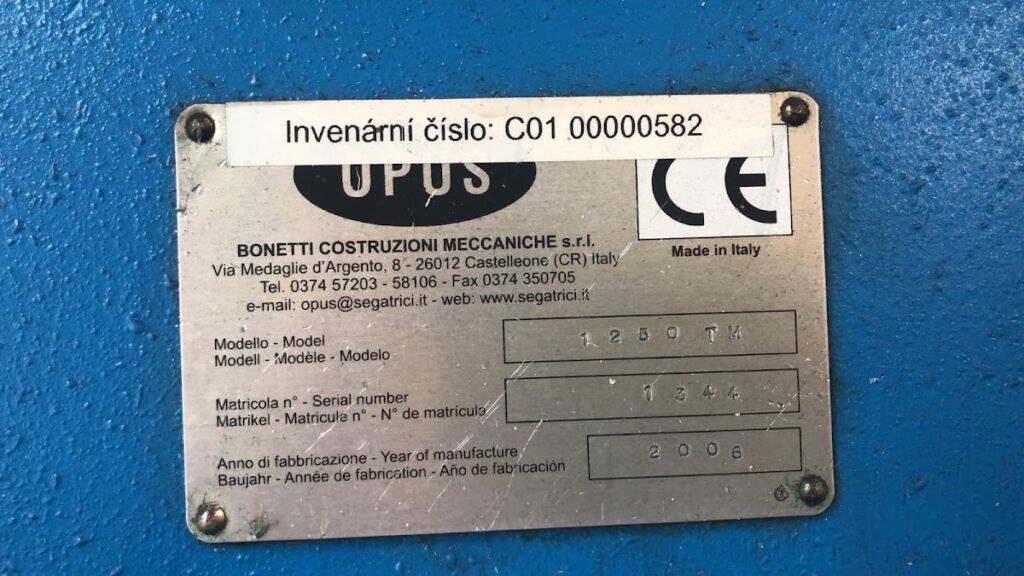 Invenární číslo: C01 00000582
OPUS
CE
BONETTI COSTRUZIONI MECCANICHE s.r.l.
Made in Italy
Via Medaglie d'Argento, 8 - 26012 Castelleone (CR) Italy
Tel. 0374 57203 - 58106 - Fax 0374 350705
e-mail: opus@segatrici.it - web: www.segatrici.it
Modello - Model
Modell - Modèle - Modelo
1250 TM
Matricola n° - Serial number
Matrikel - Matricule n° - N° de matricula
1344
Anno di fabbricazione - Year of manufacture
Baujahr - Année de fabrication - Año de fabricación
2006